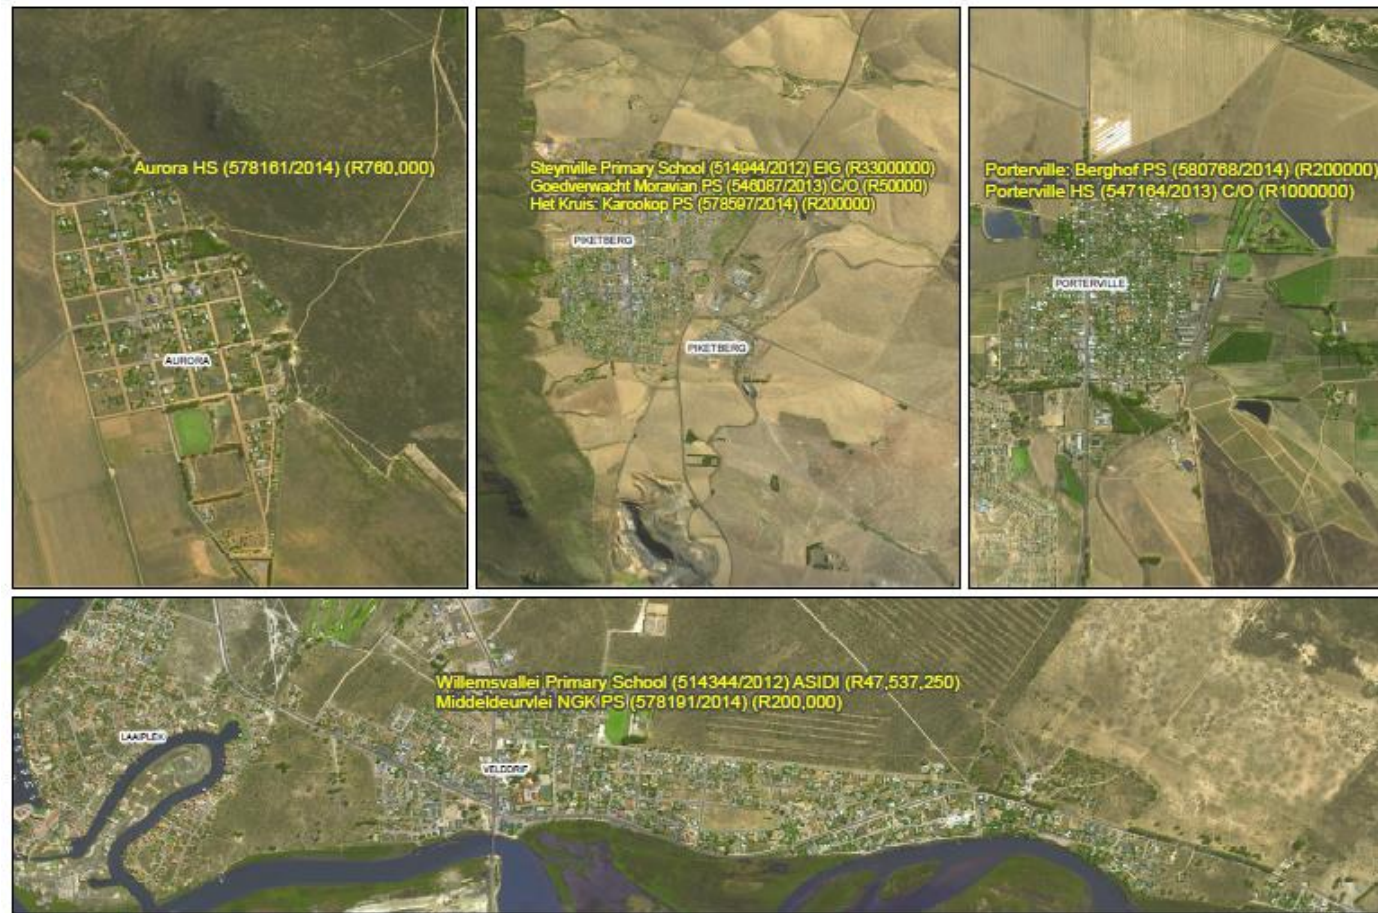 Aurora HS (578161/2014) (R760,000)
AURORA
Steynville Primary School (514944/2012) EIG (R33000000)
Goedverwacht Moravian PS (546087/2013) C/O (R50000)
Het Kruis: Karookop PS (578597/2014) (R200000)
PIKETBERG
PIKETBERG
Porterville: Berghof PS (580768/2014) (R200000)
Porterville HS (547164/2013) C/O (R1000000)
PORTERVILLE
Willemsvallei Primary School (514344/2012) ASIDI (R47,537,250)
Middeldeurvlei NGK PS (578191/2014) (R200,000)
LAAIPLEK
VELDDRIF